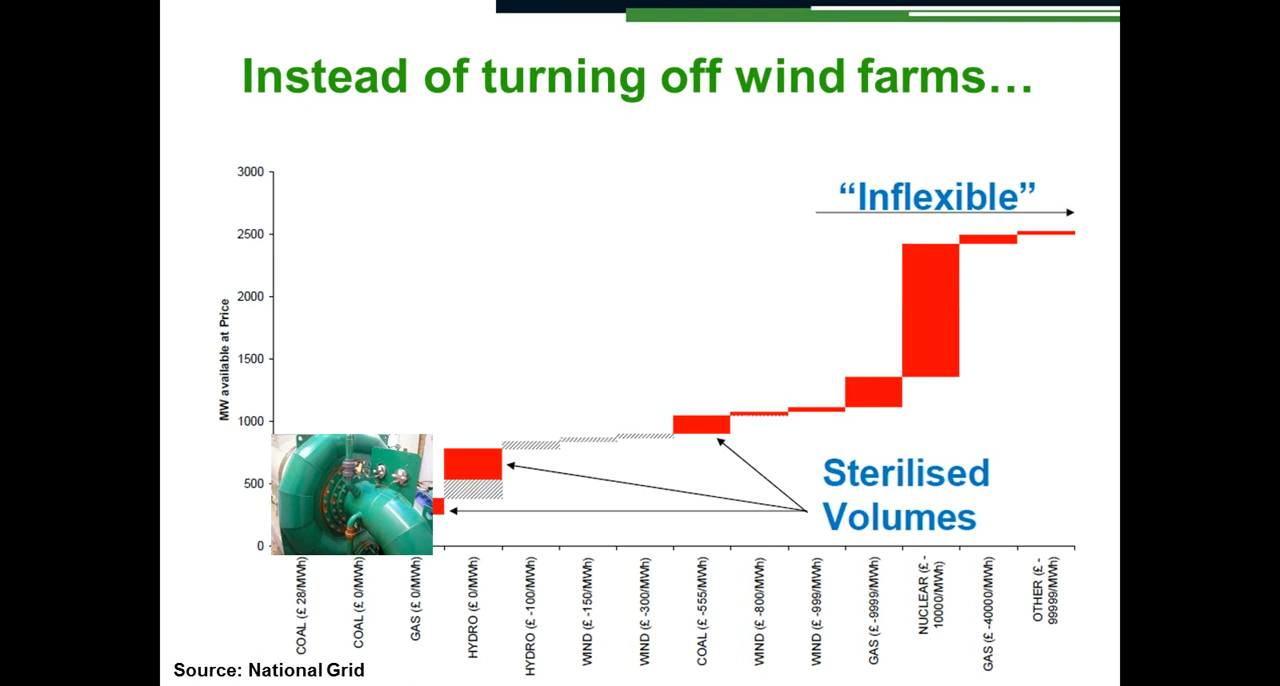 Instead of turning off wind farms…
3000
2500
2000
1500
1000
500
0
MW available at Price
“Inflexible”
Sterilised
Volumes
COAL (£ 28/MWh)
COAL (£ 0/MWh)
GAS (£ 0/MWh)
HYDRO (£ 0/MWh)
HYDRO (£ -100/MWh)
WIND (£ -150/MWh)
WIND (£ -300/MWh)
COAL (£ -555/MWh)
WIND (£ -800/MWh)
WIND (£ -999/MWh)
GAS (£ -9999/MWh)
NUCLEAR (£ -
10000/MWh)
GAS (£ -40000/MWh)
OTHER (£ -
99999/MWh)
Source: National Grid